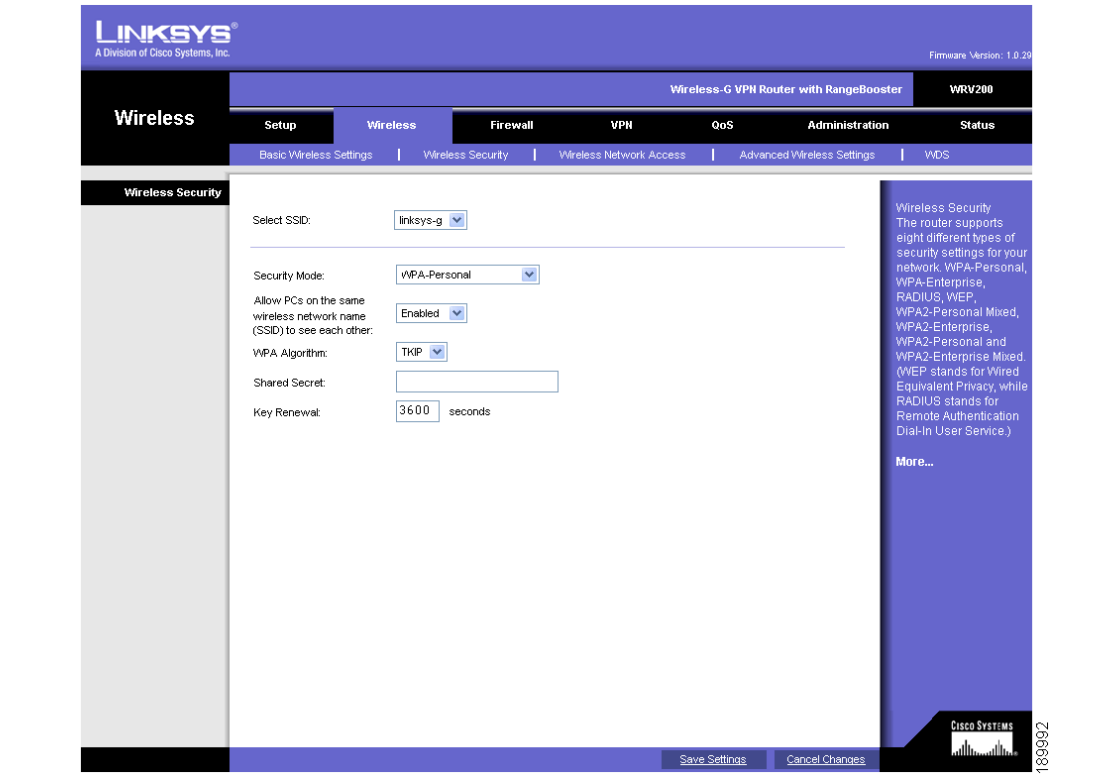 LINKSYS®
A Division of Cisco Systems, Inc.
Firmware Version: 1.0.29
Wireless-G VPN Router with RangeBooster
WRV200
Wireless
Setup
Wireless
Firewall
VPN
QoS
Administration
Status
Basic Wireless Settings | Wireless Security | Wireless Network Access | Advanced Wireless Settings | WDS
Wireless Security
Select SSID:
linksys-g
Security Mode:
WPA-Personal
Allow PCs on the same
wireless network name
(SSID) to see each other:
Enabled
WPA Algorithm:
TKIP
Shared Secret:
Key Renewal:
3600 seconds
Wireless Security
The router supports
eight different types of
security settings for your
network. WPA-Personal,
WPA-Enterprise,
RADIUS, WEP,
WPA2-Personal Mixed,
WPA2-Enterprise,
WPA2-Personal and
WPA2-Enterprise Mixed.
(WEP stands for Wired
Equivalent Privacy, while
RADIUS stands for
Remote Authentication
Dial-In User Service.)
More...
Save Settings
Cancel Changes
CISCO SYSTEMS
189992